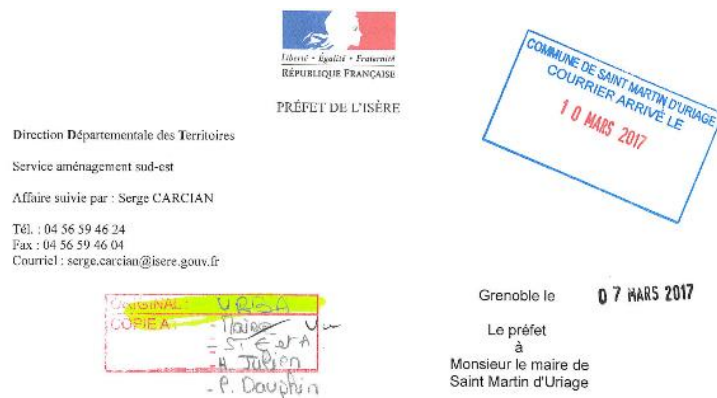 Liberté • Égalité • Fraternité
RÉPUBLIQUE FRANÇAISE
PRÉFET DE L'ISÈRE
COMMUNE DE SAINT MARTIN D'URIAGE
COURRIER ARRIVÉ LE
10 MARS 2017
Direction Départementale des Territoires
Service aménagement sud-est
Affaire suivie par : Serge CARCIAN
Tél. : 04 56 59 46 24
Fax : 04 56 59 46 04
Courriel : serge.carcian@isere.gouv.fr
ORIGINAL : URBA
COPIE A : - Maire
- ST E et A
- A. Julien
- P. Dauphin
Grenoble le 07 MARS 2017
Le préfet
à
Monsieur le maire de
Saint Martin d'Uriage